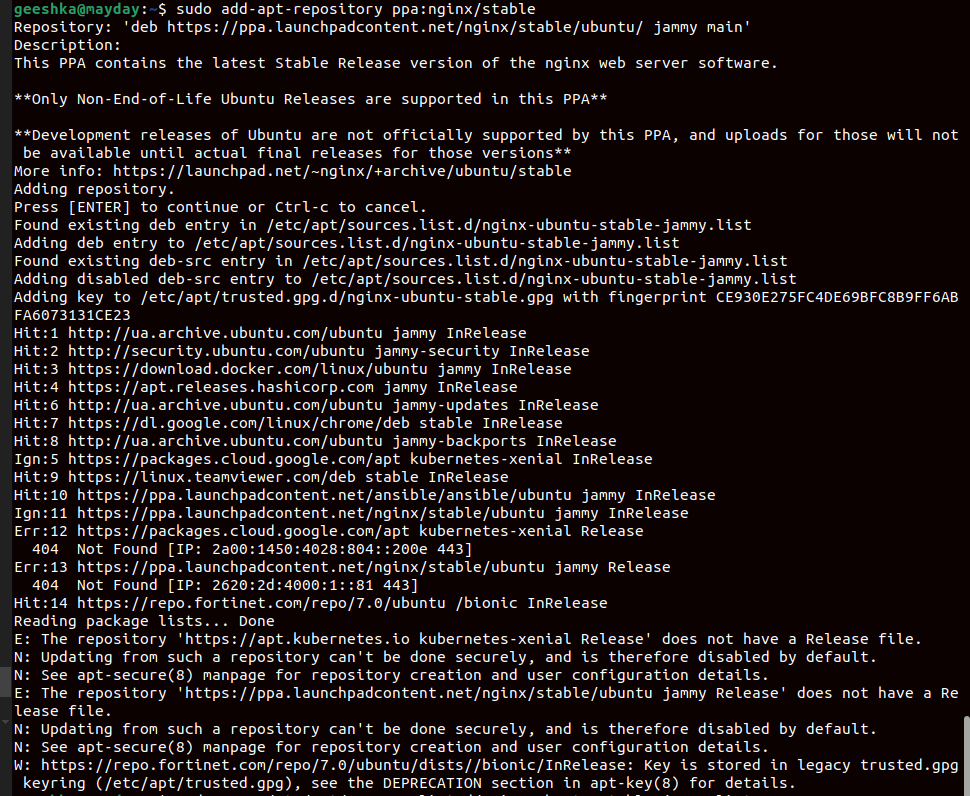 geeshka@mayday:~$ sudo add-apt-repository ppa:nginx/stable
Repository: 'deb https://ppa.launchpadcontent.net/nginx/stable/ubuntu/ jammy main'
Description:
This PPA contains the latest Stable Release version of the nginx web server software.
**Only Non-End-of-Life Ubuntu Releases are supported in this PPA**
**Development releases of Ubuntu are not officially supported by this PPA, and uploads for those will not
be available until actual final releases for those versions**
More info: https://launchpad.net/~nginx/+archive/ubuntu/stable
Adding repository.
Press [ENTER] to continue or Ctrl-c to cancel.
Found existing deb entry in /etc/apt/sources.list.d/nginx-ubuntu-stable-jammy.list
Adding deb entry to /etc/apt/sources.list.d/nginx-ubuntu-stable-jammy.list
Found existing deb-src entry in /etc/apt/sources.list.d/nginx-ubuntu-stable-jammy.list
Adding disabled deb-src entry to /etc/apt/sources.list.d/nginx-ubuntu-stable-jammy.list
Adding key to /etc/apt/trusted.gpg.d/nginx-ubuntu-stable.gpg with fingerprint CE930E275FC4DE69BFC8B9FF6AB
FA6073131CE23
Hit:1 http://ua.archive.ubuntu.com/ubuntu jammy InRelease
Hit:2 http://security.ubuntu.com/ubuntu jammy-security InRelease
Hit:3 https://download.docker.com/linux/ubuntu jammy InRelease
Hit:4 https://apt.releases.hashicorp.com jammy InRelease
Hit:6 http://ua.archive.ubuntu.com/ubuntu jammy-updates InRelease
Hit:7 https://dl.google.com/linux/chrome/deb stable InRelease
Hit:8 http://ua.archive.ubuntu.com/ubuntu jammy-backports InRelease
Ign:5 https://packages.cloud.google.com/apt kubernetes-xenial InRelease
Hit:9 https://linux.teamviewer.com/deb stable InRelease
Hit:10 https://ppa.launchpadcontent.net/ansible/ansible/ubuntu jammy InRelease
Ign:11 https://ppa.launchpadcontent.net/nginx/stable/ubuntu jammy InRelease
Err:12 https://packages.cloud.google.com/apt kubernetes-xenial Release
404 Not Found [IP: 2a00:1450:4028:804::200e 443]
Err:13 https://ppa.launchpadcontent.net/nginx/stable/ubuntu jammy Release
404 Not Found [IP: 2620:2d:4000:1::81 443]
Hit:14 https://repo.fortinet.com/repo/7.0/ubuntu /bionic InRelease
Reading package lists... Done
E: The repository 'https://apt.kubernetes.io kubernetes-xenial Release' does not have a Release file.
N: Updating from such a repository can't be done securely, and is therefore disabled by default.
N: See apt-secure(8) manpage for repository creation and user configuration details.
E: The repository 'https://ppa.launchpadcontent.net/nginx/stable/ubuntu jammy Release' does not have a Re
lease file.
N: Updating from such a repository can't be done securely, and is therefore disabled by default.
N: See apt-secure(8) manpage for repository creation and user configuration details.
W: https://repo.fortinet.com/repo/7.0/ubuntu/dists//bionic/InRelease: Key is stored in legacy trusted.gpg
keyring (/etc/apt/trusted.gpg), see the DEPRECATION section in apt-key(8) for details.